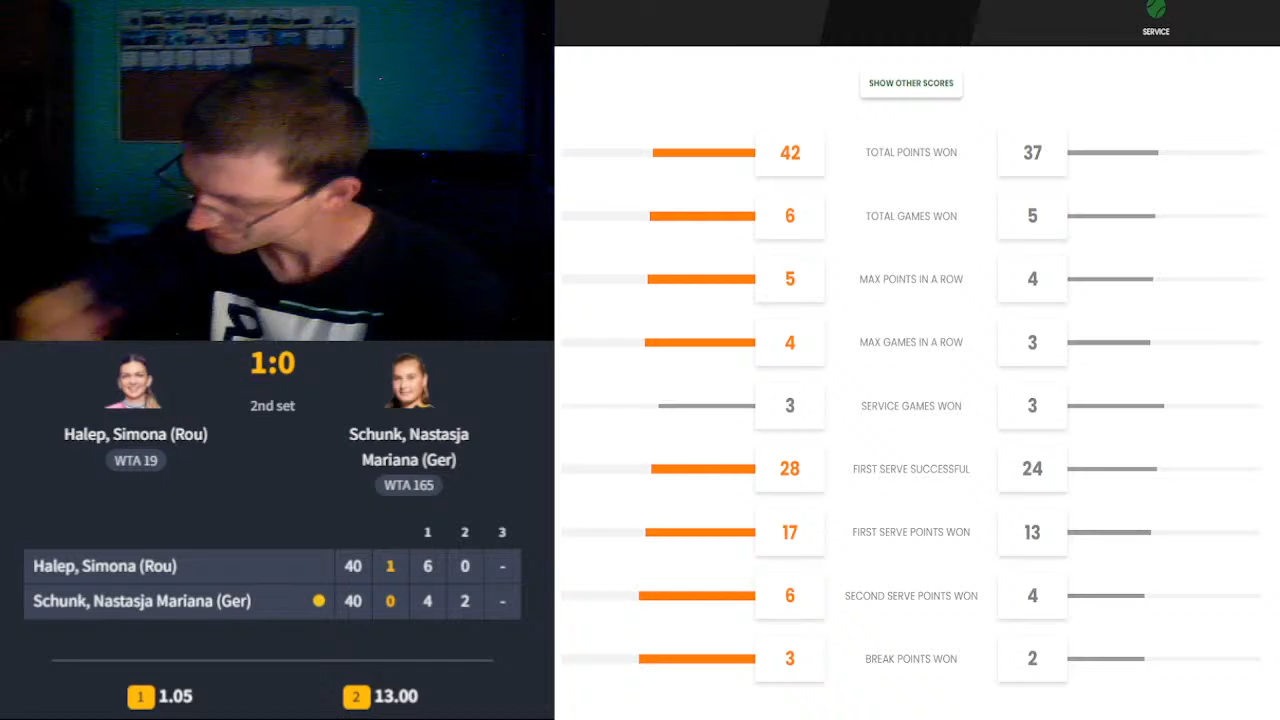 SERVICE
SHOW OTHER SCORES
42 TOTAL POINTS WON 37
6 TOTAL GAMES WON 5
5 MAX POINTS IN A ROW 4
4 MAX GAMES IN A ROW 3
3 SERVICE GAMES WON 3
28 FIRST SERVE SUCCESSFUL 24
17 FIRST SERVE POINTS WON 13
6 SECOND SERVE POINTS WON 4
3 BREAK POINTS WON 2
1:0
2nd set
Halep, Simona (Rou)
WTA 19
Schunk, Nastasja
Mariana (Ger)
WTA 165
1 2 3
Halep, Simona (Rou) 40 1 6 0 -
Schunk, Nastasja Mariana (Ger) 40 0 4 2 -
1 1.05 2 13.00